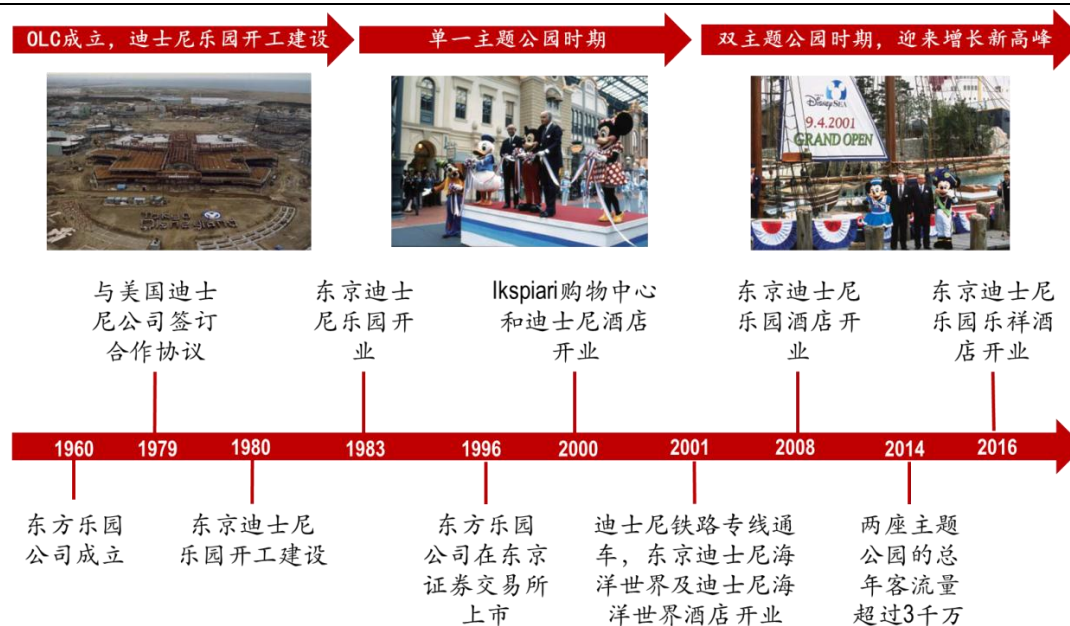 OLC成立，迪士尼乐园开工建设
单一主题公园时期
双主题公园时期，迎来增长新高峰
Tokyo
Disneyland
DisneySEA
9.4.2001
GRAND OPEN
与美国迪士
尼公司签订
合作协议
东京迪士
尼乐园开
业
Ikspiari购物中心
和迪士尼酒店
开业
东京迪士尼
乐园酒店开
业
东京迪士尼
乐园乐祥酒
店开业
1960
1979
1980
1983
1996
2000
2001
2008
2014
2016
东方乐园
公司成立
东京迪士尼
乐园开工建设
东方乐园
公司在东京
证券交易所
上市
迪士尼铁路专线通
车，东京迪士尼海
洋世界及迪士尼海
洋世界酒店开业
两座主题
公园的总
年客流量
超过3千万